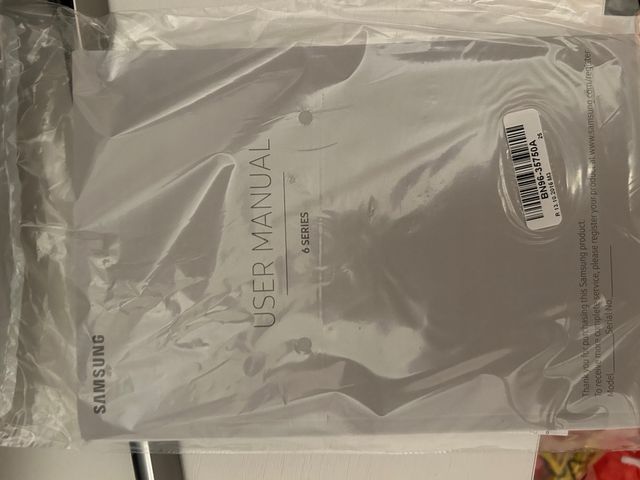 SAMSUNG
USER MANUAL
6 SERIES
BN96-35750A
25
Thank you for purchasing this Samsung product.
To receive more complete service, please register your product at www.samsung.com/register
Model Serial No.